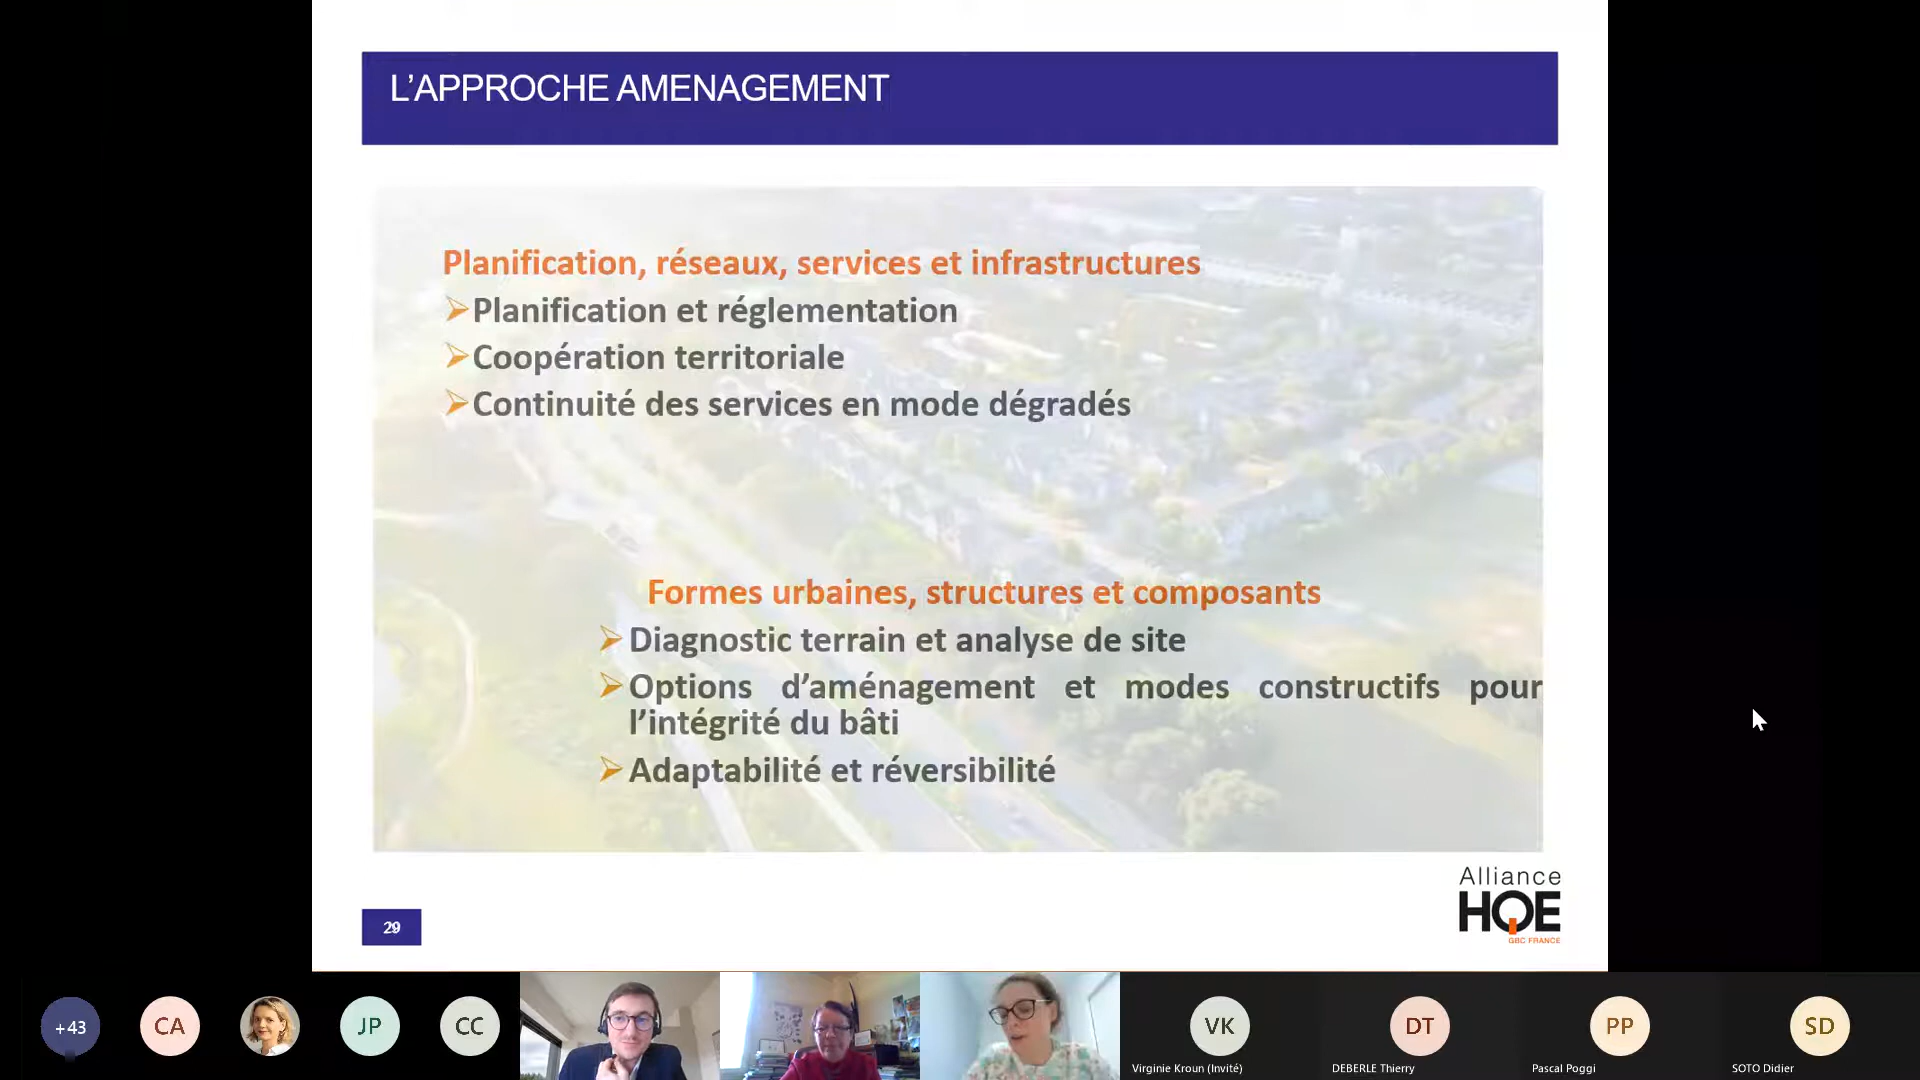 L’APPROCHE AMENAGEMENT
Planification, réseaux, services et infrastructures
➢Planification et réglementation
➢Coopération territoriale
➢Continuité des services en mode dégradés
Formes urbaines, structures et composants
➢Diagnostic terrain et analyse de site
➢Options d’aménagement et modes constructifs pour
l’intégrité du bâti
➢Adaptabilité et réversibilité
29
Alliance
HQE
GBC FRANCE
+43
CA
JP
CC
VK
DT
PP
SD
Virginie Kroun (Invité)
DEBERLE Thierry
Pascal Poggi
SOTO Didier